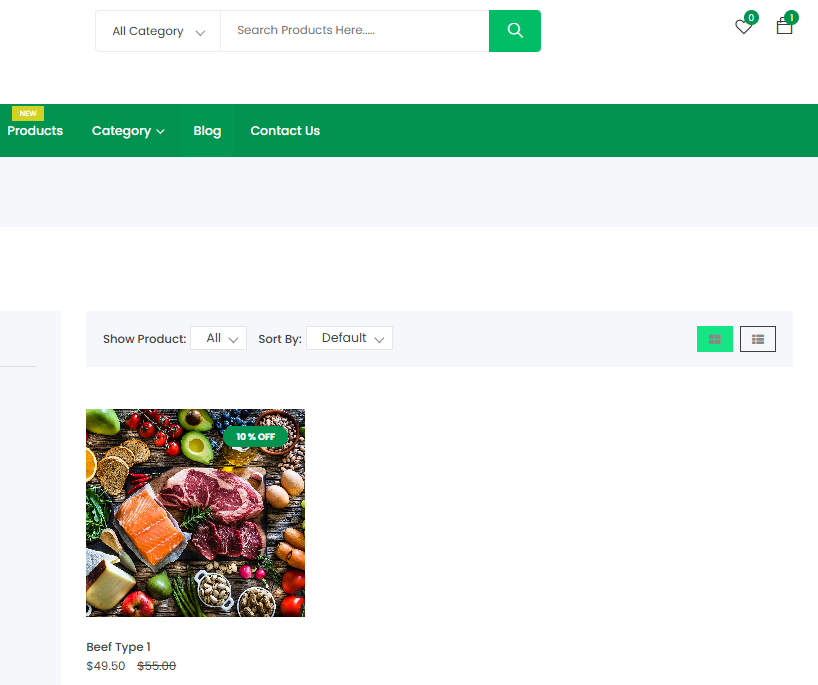 All Category
Search Products Here.....
0
1
NEW
Products
Category
Blog
Contact Us
Show Product:
All
Sort By:
Default
10 % OFF
Beef Type 1
$49.50 $55.00